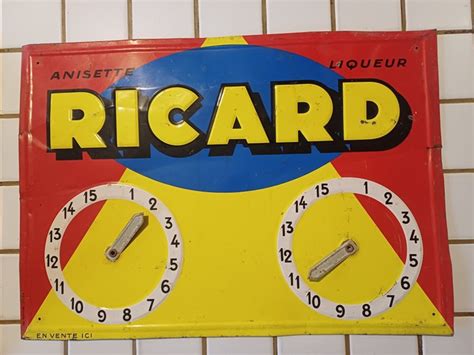 ANISETTE LIQUEUR
RICARD
15 1 2 3 4 5 6 7 8 9 10 11 12 13 14
15 1 2 3 4 5 6 7 8 9 10 11 12 13 14
EN VENTE ICI